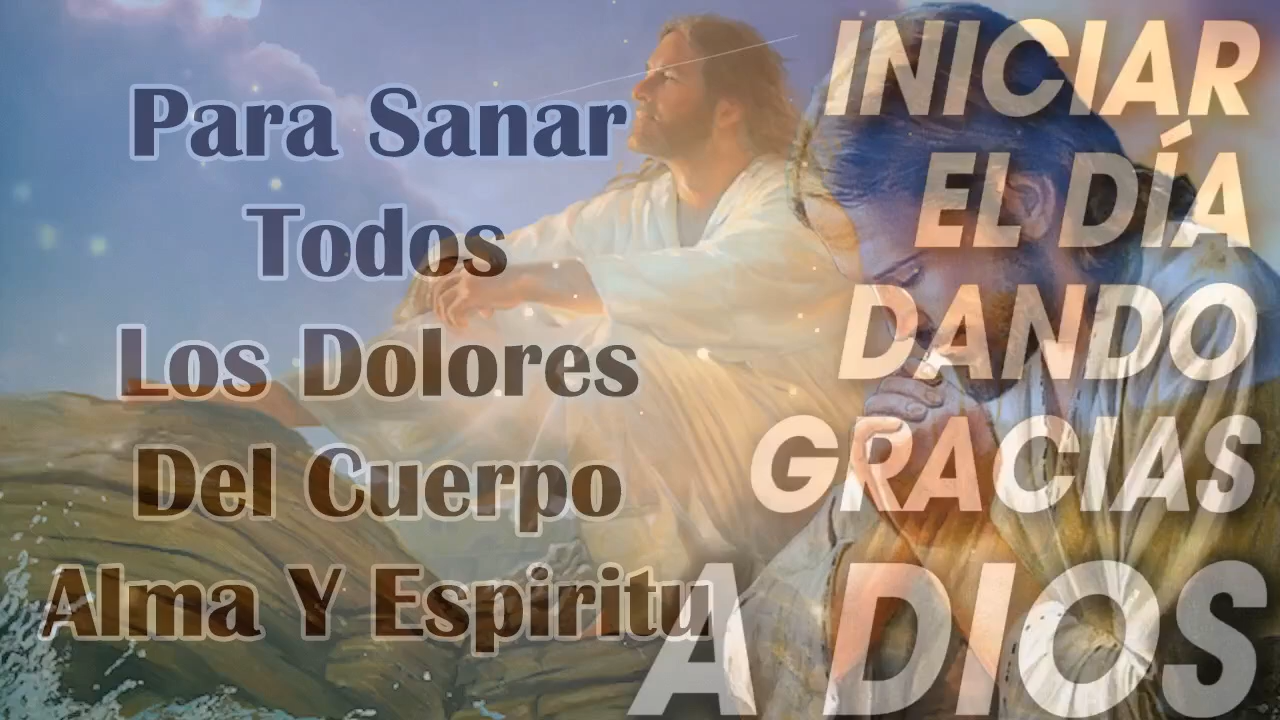 Para Sanar
Todos
Los Dolores
Del Cuerpo
Alma Y Espiritu
INICIAR
EL DÍA
DANDO
GRACIAS
A DIOS